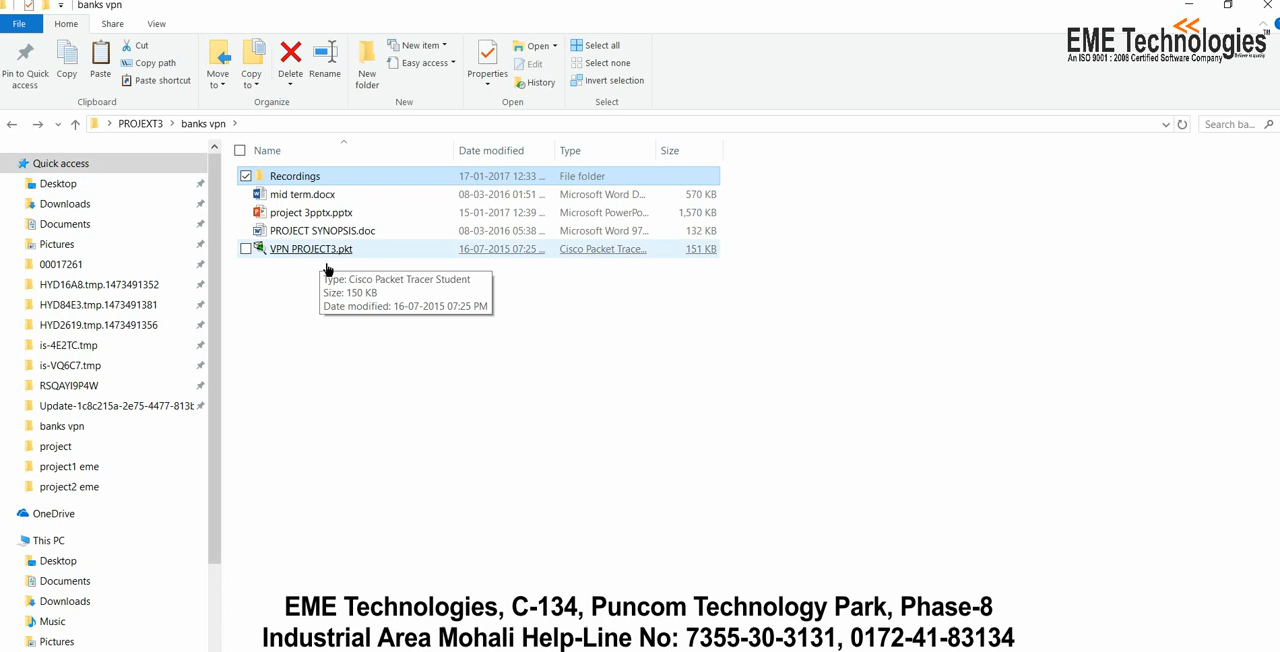 banks vpn
File Home Share View
EME Technologies™
An ISO 9001 : 2008 Certified Software Company
Pin to Quick access
Copy
Paste
Cut
Copy path
Paste shortcut
Clipboard
Move to
Copy to
Delete
Rename
Organize
New folder
New item
Easy access
New
Properties
Open
Edit
History
Open
Select all
Select none
Invert selection
Select
PROJEXT3 banks vpn
Search ba...
Name Date modified Type Size
Recordings 17-01-2017 12:33 ... File folder
mid term.docx 08-03-2016 01:51 ... Microsoft Word D... 570 KB
project 3pptx.pptx 15-01-2017 12:39 ... Microsoft PowerPo... 1,570 KB
PROJECT SYNOPSIS.doc 08-03-2016 05:38 ... Microsoft Word 97... 132 KB
VPN PROJECT3.pkt 16-07-2015 07:25 ... Cisco Packet Trace... 151 KB
Type: Cisco Packet Tracer Student
Size: 150 KB
Date modified: 16-07-2015 07:25 PM
Quick access
Desktop
Downloads
Documents
Pictures
00017261
HYD16A8.tmp.1473491352
HYD84E3.tmp.1473491381
HYD2619.tmp.1473491356
is-4E2TC.tmp
is-VQ6C7.tmp
RSQAYI9P4W
Update-1c8c215a-2e75-4477-813b
banks vpn
project
project1 eme
project2 eme
OneDrive
This PC
Desktop
Documents
Downloads
Music
Pictures
EME Technologies, C-134, Puncom Technology Park, Phase-8
Industrial Area Mohali Help-Line No: 7355-30-3131, 0172-41-83134